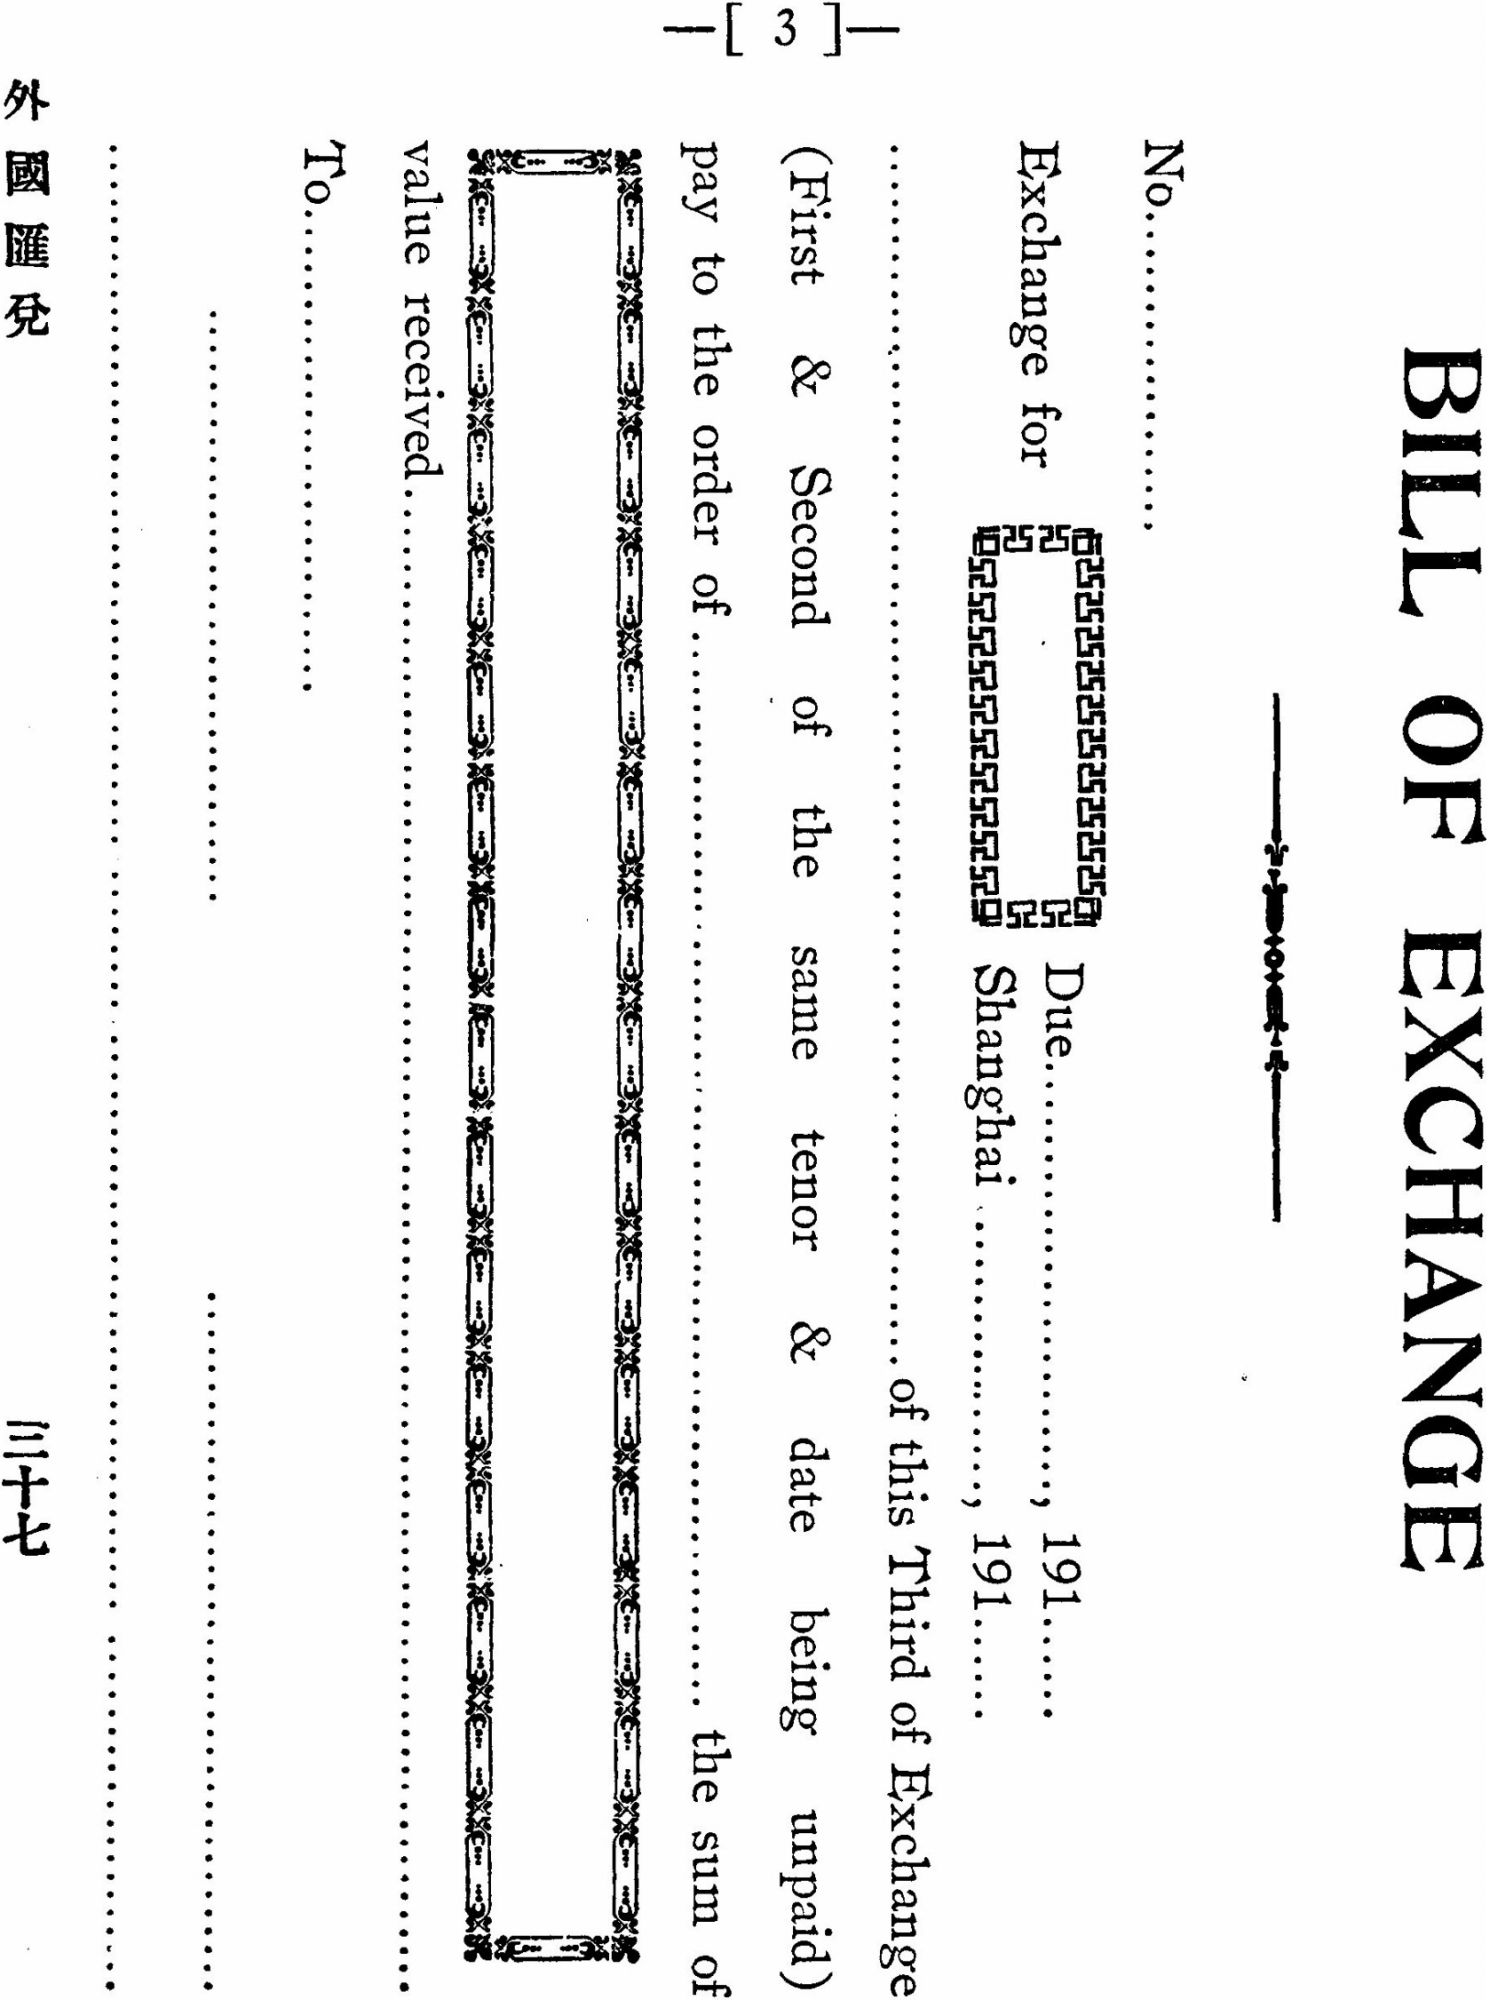 —[ 3 ]—
BILL OF EXCHANGE
No..................,
Exchange for
Due........................................, 191......
Shanghai ............................, 191......
............................................................................of this Third of Exchange
(First & Second of the same tenor & date being unpaid)
pay to the order of............................................................ the sum of
value received....................................................................................
To..............................
外國匯兌
三十七